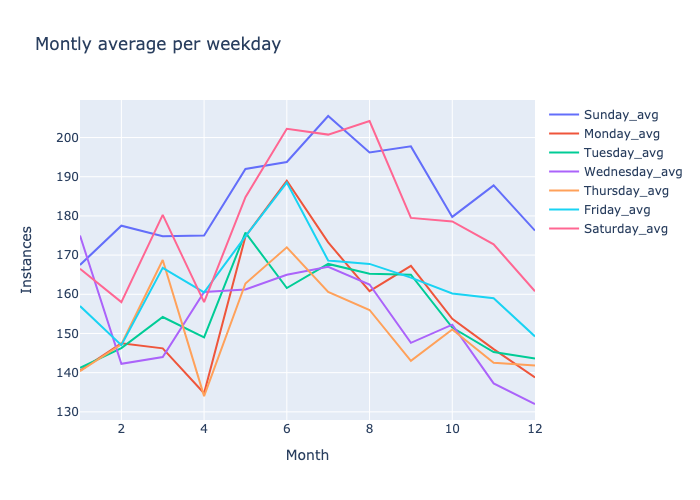 Montly average per weekday
Instances
200
190
180
170
160
150
140
130
2 4 6 8 10 12
Month
Sunday_avg
Monday_avg
Tuesday_avg
Wednesday_avg
Thursday_avg
Friday_avg
Saturday_avg